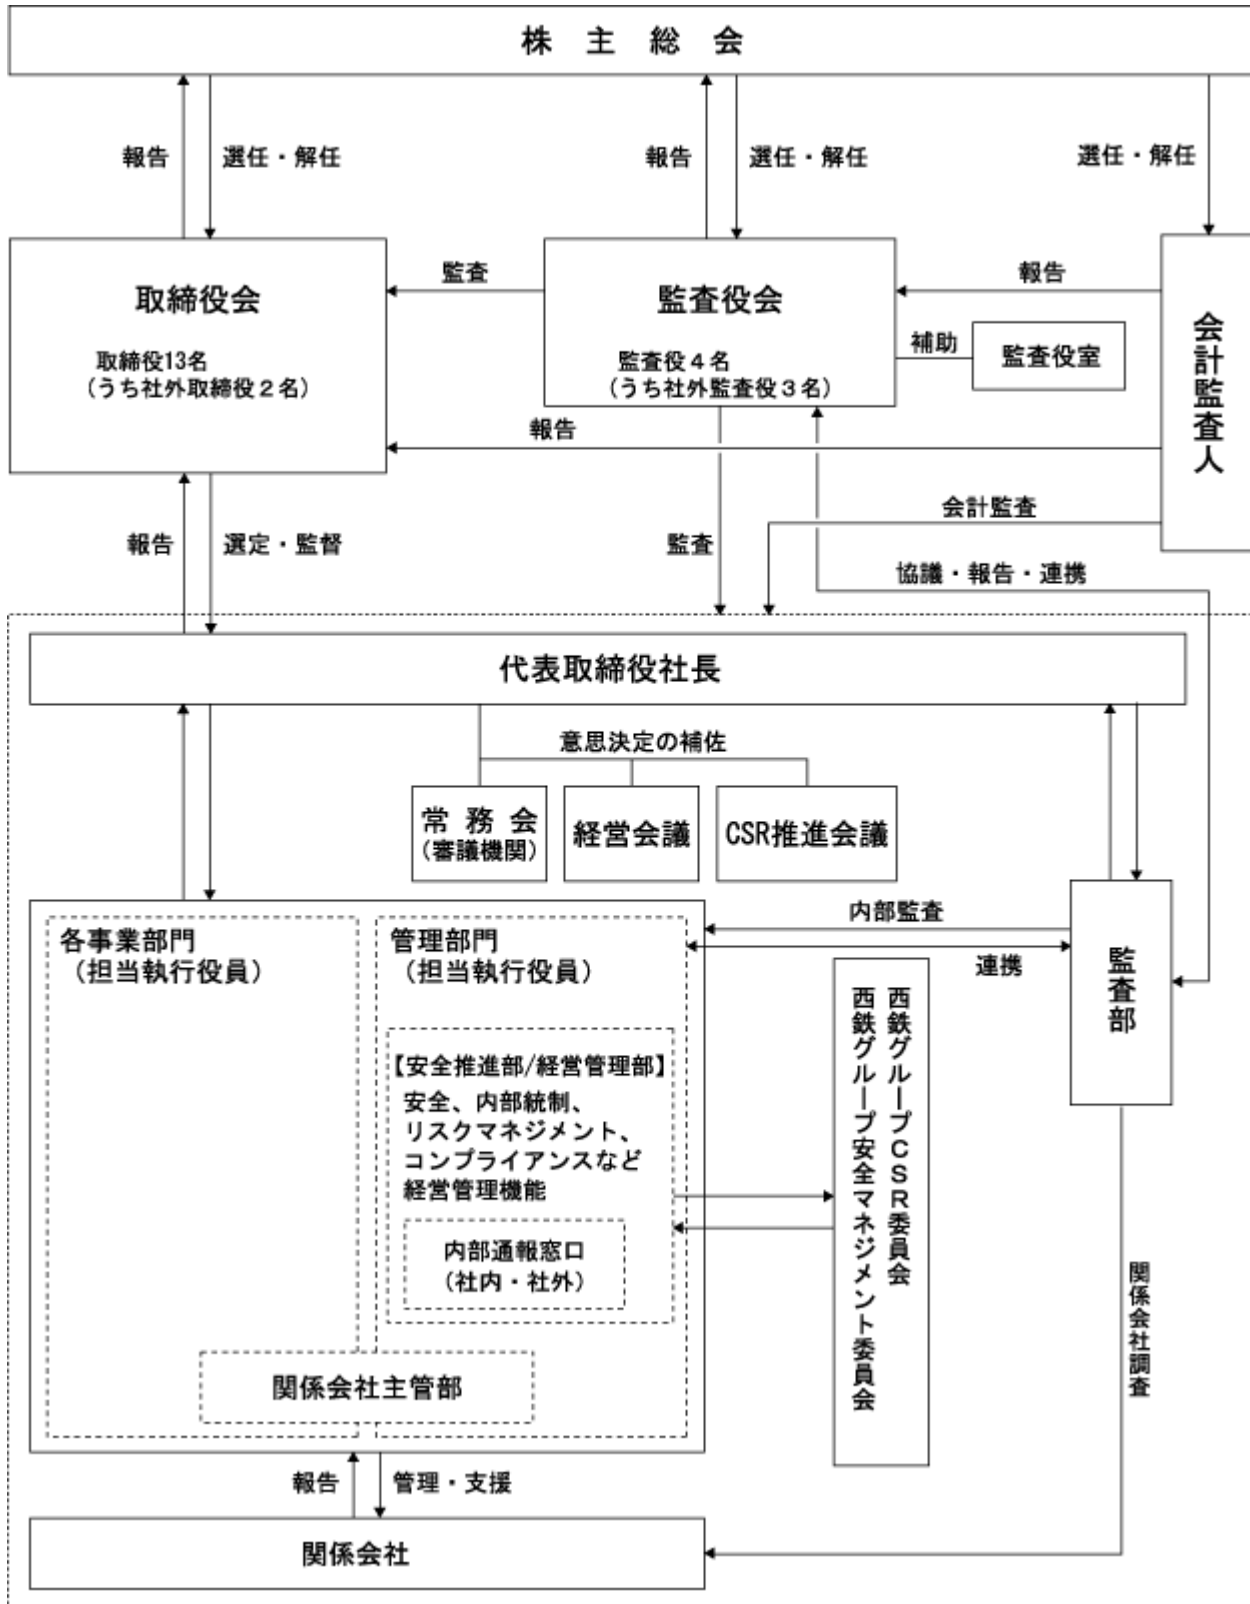 株 主 総 会
報告
選任・解任
報告
選任・解任
選任・解任
取締役会
取締役13名
(うち社外取締役２名)
監査
監査役会
監査役４名
(うち社外監査役３名)
報告
補助
監査役室
会計監査人
報告
会計監査
報告
選定・監督
監査
協議・報告・連携
代表取締役社長
意思決定の補佐
常 務 会
(審議機関)
経営会議
CSR推進会議
各事業部門
(担当執行役員)
管理部門
(担当執行役員)
内部監査
連携
監査部
【安全推進部/経営管理部】
安全、内部統制、
リスクマネジメント、
コンプライアンスなど
経営管理機能
内部通報窓口
(社内・社外)
西鉄グループＣＳＲ委員会
西鉄グループ安全マネジメント委員会
関係会社調査
関係会社主管部
報告
管理・支援
関係会社